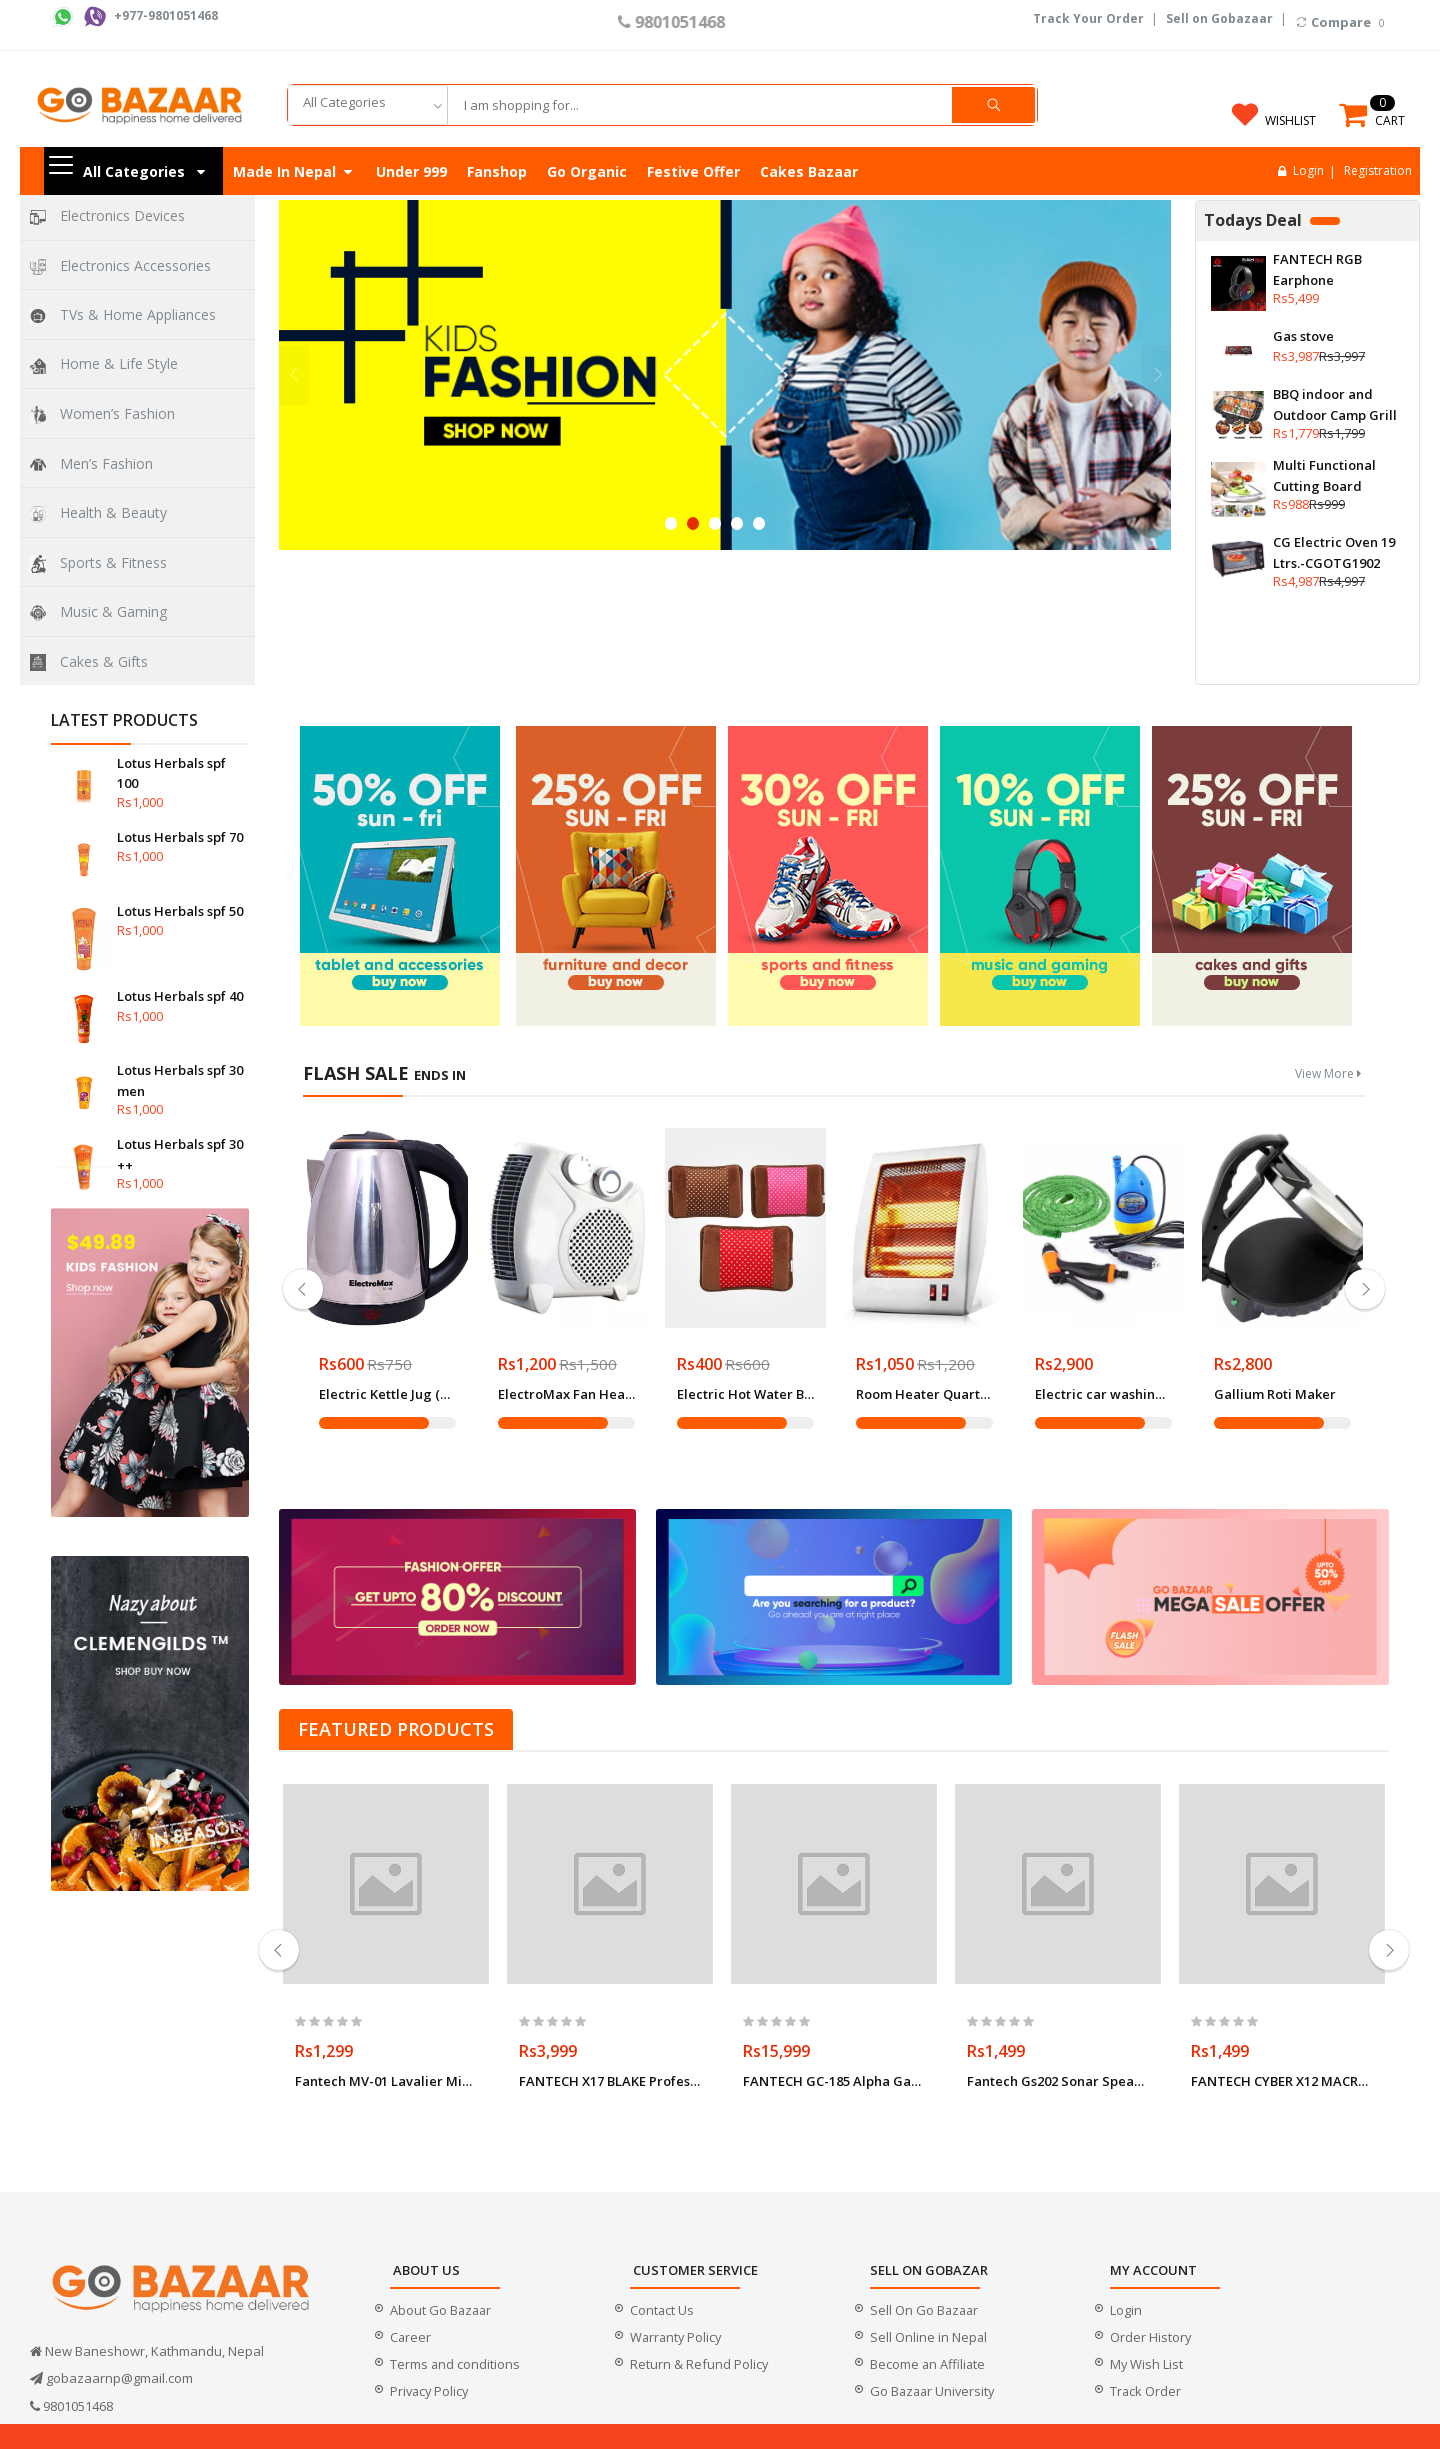 +977-9801051468
9801051468
Track Your Order | Sell on Gobazaar | Compare 0
GO BAZAAR
happiness home delivered
All Categories
I am shopping for...
WISHLIST
0
CART
All Categories
Made In Nepal
Under 999
Fanshop
Go Organic
Festive Offer
Cakes Bazaar
Login | Registration
Electronics Devices
Electronics Accessories
TVs & Home Appliances
Home & Life Style
Women's Fashion
Men's Fashion
Health & Beauty
Sports & Fitness
Music & Gaming
Cakes & Gifts
KIDS
FASHION
SHOP NOW
Todays Deal
FANTECH RGB
Earphone
Rs5,499
Gas stove
Rs3,987Rs3,997
BBQ indoor and
Outdoor Camp Grill
Rs1,779Rs1,799
Multi Functional
Cutting Board
Rs988Rs999
CG Electric Oven 19
Ltrs.-CGOTG1902
Rs4,987Rs4,997
LATEST PRODUCTS
Lotus Herbals spf
100
Rs1,000
Lotus Herbals spf 70
Rs1,000
Lotus Herbals spf 50
Rs1,000
Lotus Herbals spf 40
Rs1,000
Lotus Herbals spf 30
men
Rs1,000
Lotus Herbals spf 30
++
Rs1,000
$49.89
KIDS FASHION
Shop now
Nazy about
CLEMENGILDS ™
SHOP BUY NOW
IN BEASON
50% OFF
sun - fri
tablet and accessories
buy now
25% OFF
SUN - FRI
furniture and decor
buy now
30% OFF
SUN - FRI
sports and fitness
buy now
10% OFF
SUN - FRI
music and gaming
buy now
25% OFF
SUN - FRI
cakes and gifts
buy now
FLASH SALE ENDS IN
View More
ElectroMax
Rs600 Rs750
Electric Kettle Jug (...
Rs1,200 Rs1,500
ElectroMax Fan Hea...
Rs400 Rs600
Electric Hot Water B...
Rs1,050 Rs1,200
Room Heater Quart...
Rs2,900
Electric car washin...
Rs2,800
Gallium Roti Maker
FASHION OFFER
GET UPTO 80% DISCOUNT
ORDER NOW
Are you searching for a product?
Go ahead! you are at right place
GO BAZAAR
MEGA SALE OFFER
UPTO
50%
OFF
FLASH
SALE
FEATURED PRODUCTS
Rs1,299
Fantech MV-01 Lavalier Mi...
Rs3,999
FANTECH X17 BLAKE Profes...
Rs15,999
FANTECH GC-185 Alpha Ga...
Rs1,499
Fantech Gs202 Sonar Spea...
Rs1,499
FANTECH CYBER X12 MACR...
GO BAZAAR
happiness home delivered
New Baneshowr, Kathmandu, Nepal
gobazaarnp@gmail.com
9801051468
ABOUT US
About Go Bazaar
Career
Terms and conditions
Privacy Policy
CUSTOMER SERVICE
Contact Us
Warranty Policy
Return & Refund Policy
SELL ON GOBAZAR
Sell On Go Bazaar
Sell Online in Nepal
Become an Affiliate
Go Bazaar University
MY ACCOUNT
Login
Order History
My Wish List
Track Order